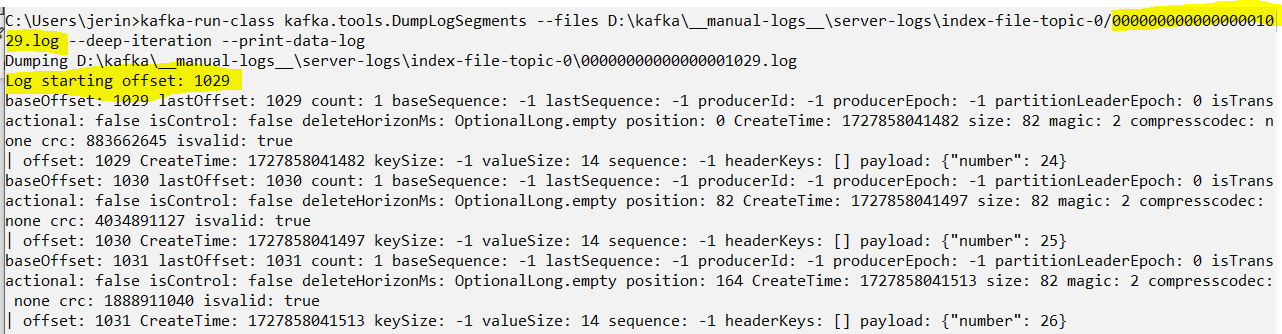 C:\Users\jerin>kafka-run-class kafka.tools.DumpLogSegments --files D:\kafka\__manual-logs__\server-logs\index-file-topic-0/000000000000000010
29.log --deep-iteration --print-data-log
Dumping D:\kafka\__manual-logs__\server-logs\index-file-topic-0\00000000000000001029.log
Log starting offset: 1029
baseOffset: 1029 lastOffset: 1029 count: 1 baseSequence: -1 lastSequence: -1 producerId: -1 producerEpoch: -1 partitionLeaderEpoch: 0 isTrans
actional: false isControl: false deleteHorizonMs: OptionalLong.empty position: 0 CreateTime: 1727858041482 size: 82 magic: 2 compresscodec: n
one crc: 883662645 isvalid: true
| offset: 1029 CreateTime: 1727858041482 keySize: -1 valueSize: 14 sequence: -1 headerKeys: [] payload: {"number": 24}
baseOffset: 1030 lastOffset: 1030 count: 1 baseSequence: -1 lastSequence: -1 producerId: -1 producerEpoch: -1 partitionLeaderEpoch: 0 isTrans
actional: false isControl: false deleteHorizonMs: OptionalLong.empty position: 82 CreateTime: 1727858041497 size: 82 magic: 2 compresscodec:
none crc: 4034891127 isvalid: true
| offset: 1030 CreateTime: 1727858041497 keySize: -1 valueSize: 14 sequence: -1 headerKeys: [] payload: {"number": 25}
baseOffset: 1031 lastOffset: 1031 count: 1 baseSequence: -1 lastSequence: -1 producerId: -1 producerEpoch: -1 partitionLeaderEpoch: 0 isTrans
actional: false isControl: false deleteHorizonMs: OptionalLong.empty position: 164 CreateTime: 1727858041513 size: 82 magic: 2 compresscodec:
none crc: 1888911040 isvalid: true
| offset: 1031 CreateTime: 1727858041513 keySize: -1 valueSize: 14 sequence: -1 headerKeys: [] payload: {"number": 26}